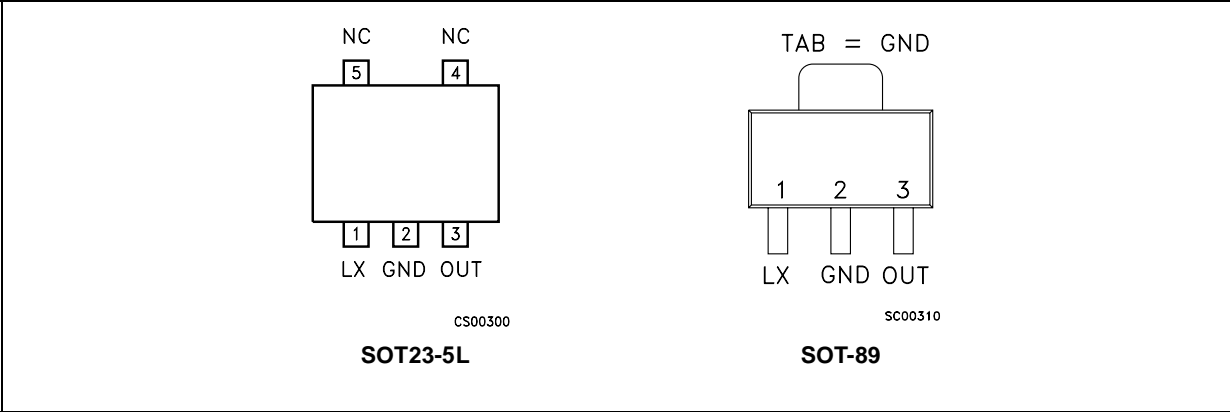 NC NC
5 4
1 2 3
LX GND OUT
CS00300
SOT23-5L
TAB = GND
1 2 3
LX GND OUT
SC00310
SOT-89